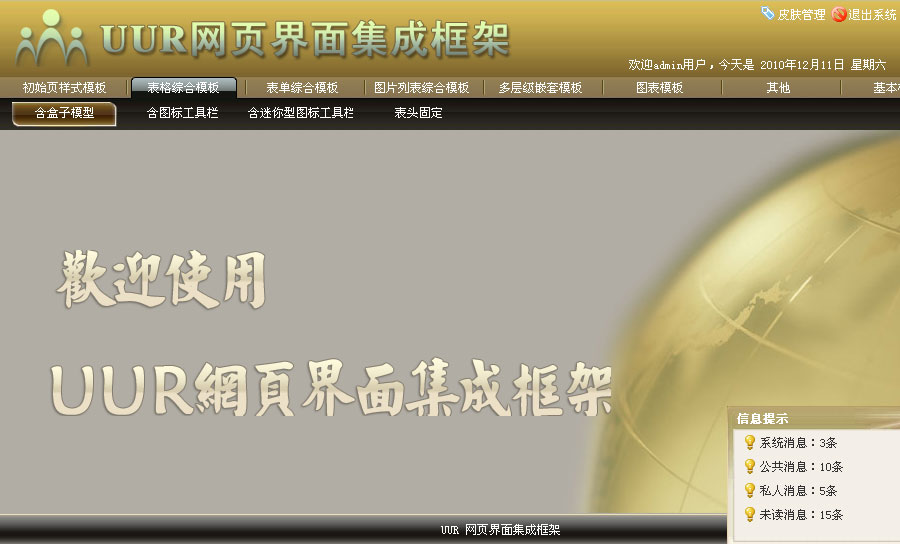 皮肤管理 退出系统
UUR网页界面集成框架
欢迎admin用户，今天是 2010年12月11日 星期六
初始页样式模板 表格综合模板 表单综合模板 图片列表综合模板 多层级嵌套模板 图表模板 其他 基本
含盒子模型 含图标工具栏 含迷你型图标工具栏 表头固定
歡迎使用
UUR網頁界面集成框架
信息提示
系统消息：3条
公共消息：10条
私人消息：5条
未读消息：15条
UUR 网页界面集成框架